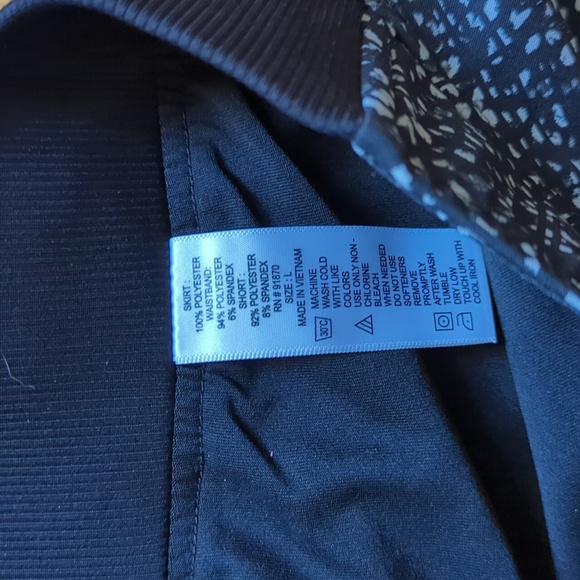 SKIRT :
100% POLYESTER
WAISTBAND:
94% POLYESTER
6% SPANDEX
SHORT :
92% POLYESTER
8% SPANDEX
RN # 91870
SIZE : L
MADE IN VIETNAM
30°C
MACHINE
WASH COLD
WITH LIKE
COLORS
USE ONLY NON -
CHLORINE
BLEACH
WHEN NEEDED
DO NOT USE
SOFTENERS
REMOVE
PROMPTLY
AFTER WASH
TUMBLE
DRY LOW
TOUCH UP WITH
COOL IRON